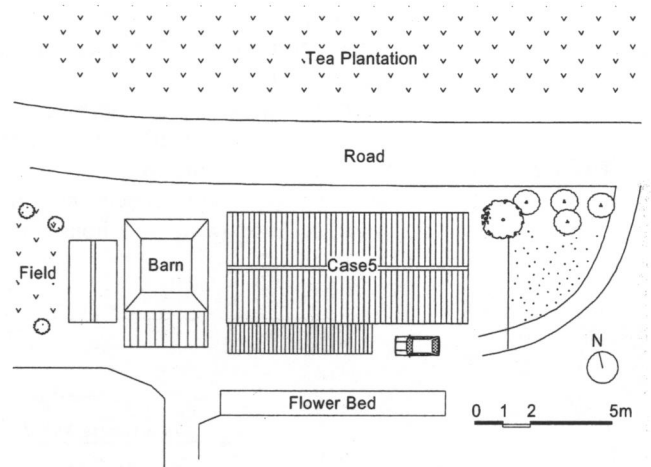 Tea Plantation
Road
Field
Barn
Case5
N
Flower Bed
0 1 2 5m